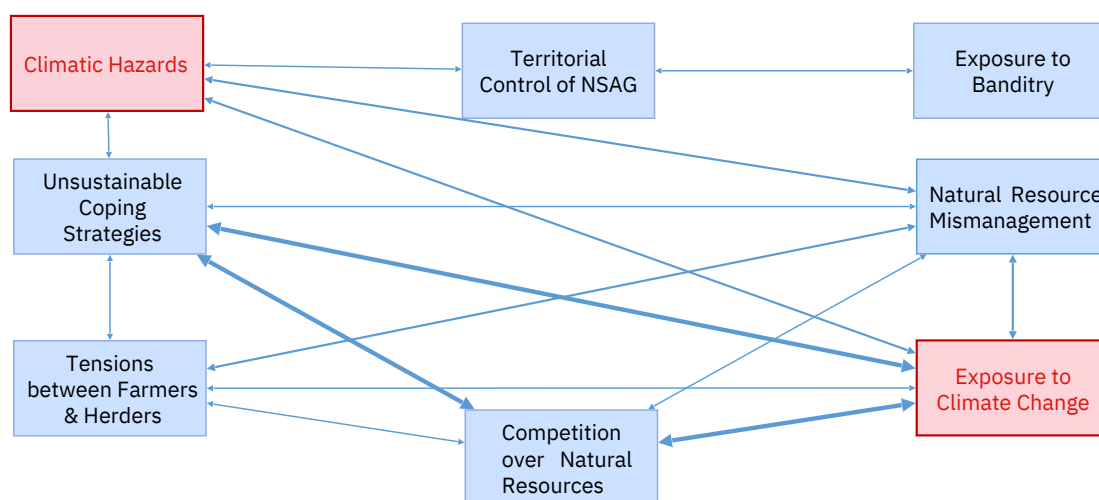 Climatic Hazards
Territorial
Control of NSAG
Exposure to
Banditry
Unsustainable
Coping
Strategies
Natural Resource
Mismanagement
Tensions
between Farmers
& Herders
Competition
over Natural
Resources
Exposure to
Climate Change